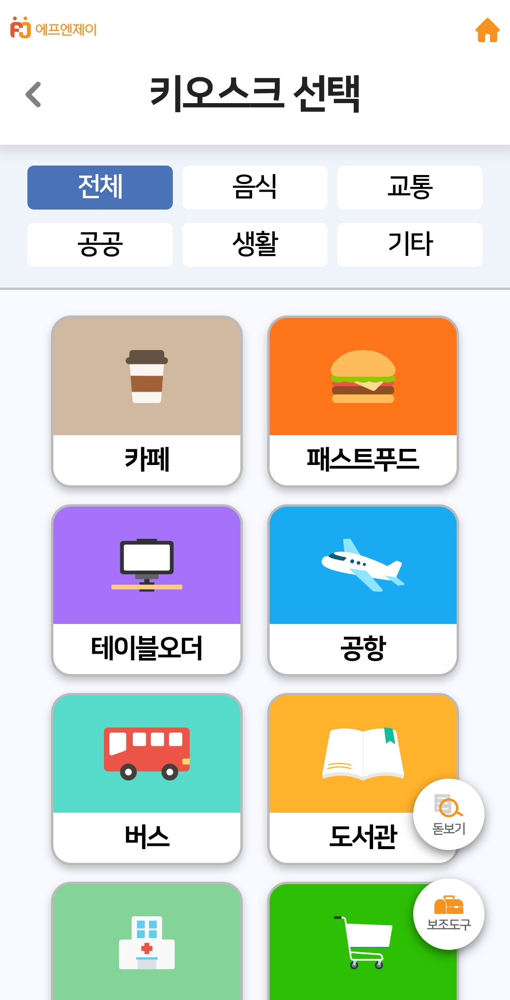 에프엔제이
키오스크 선택
전체
음식
교통
공공
생활
기타
카페
패스트푸드
테이블오더
공항
버스
도서관
돋보기
보조도구